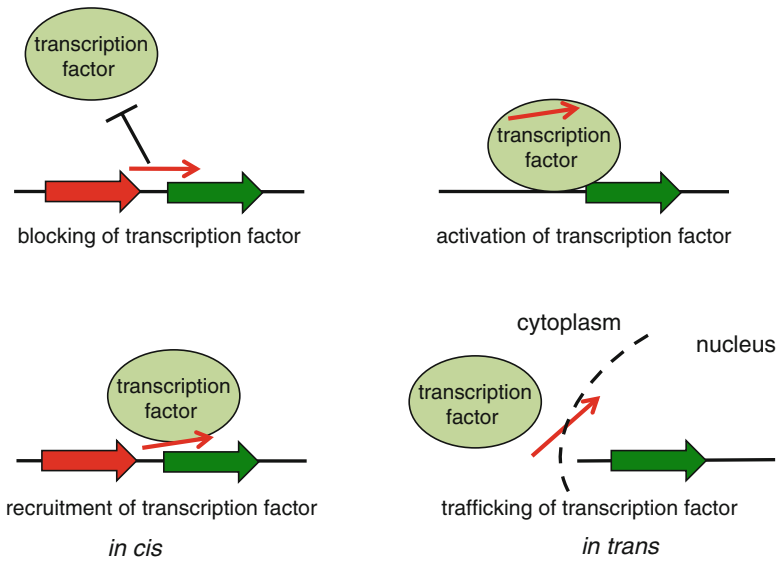 transcription
factor
blocking of transcription factor
transcription
factor
activation of transcription factor
transcription
factor
recruitment of transcription factor
in cis
cytoplasm
nucleus
transcription
factor
trafficking of transcription factor
in trans